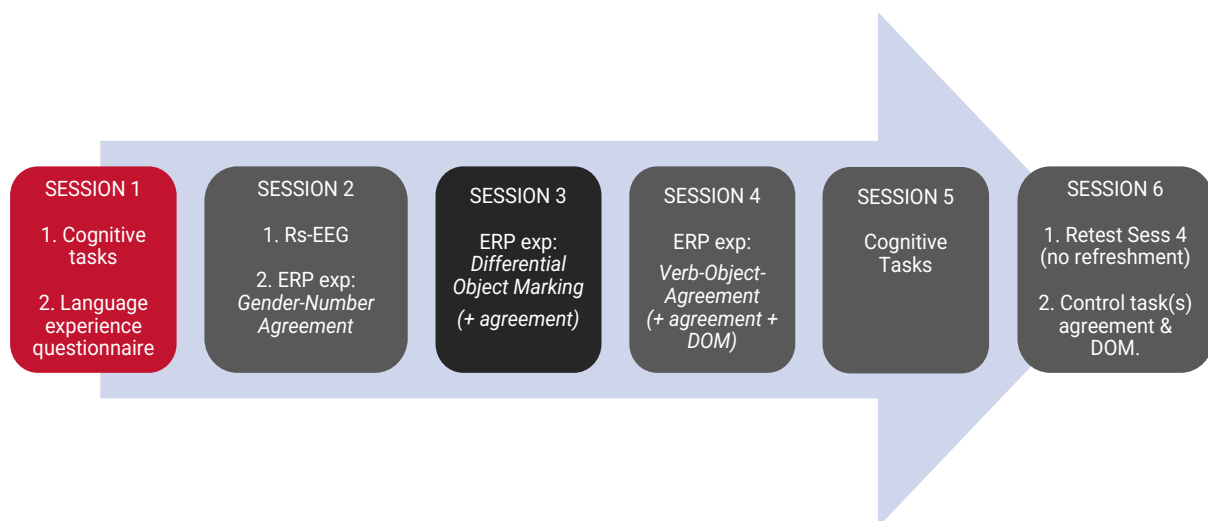 SESSION 1
1. Cognitive
tasks
2. Language
experience
questionnaire
SESSION 2
1. Rs-EEG
2. ERP exp:
Gender-Number
Agreement
SESSION 3
ERP exp:
Differential
Object Marking
(+ agreement)
SESSION 4
ERP exp:
Verb-Object-
Agreement
(+ agreement +
DOM)
SESSION 5
Cognitive
Tasks
SESSION 6
1. Retest Sess 4
(no refreshment)
2. Control task(s)
agreement &
DOM.